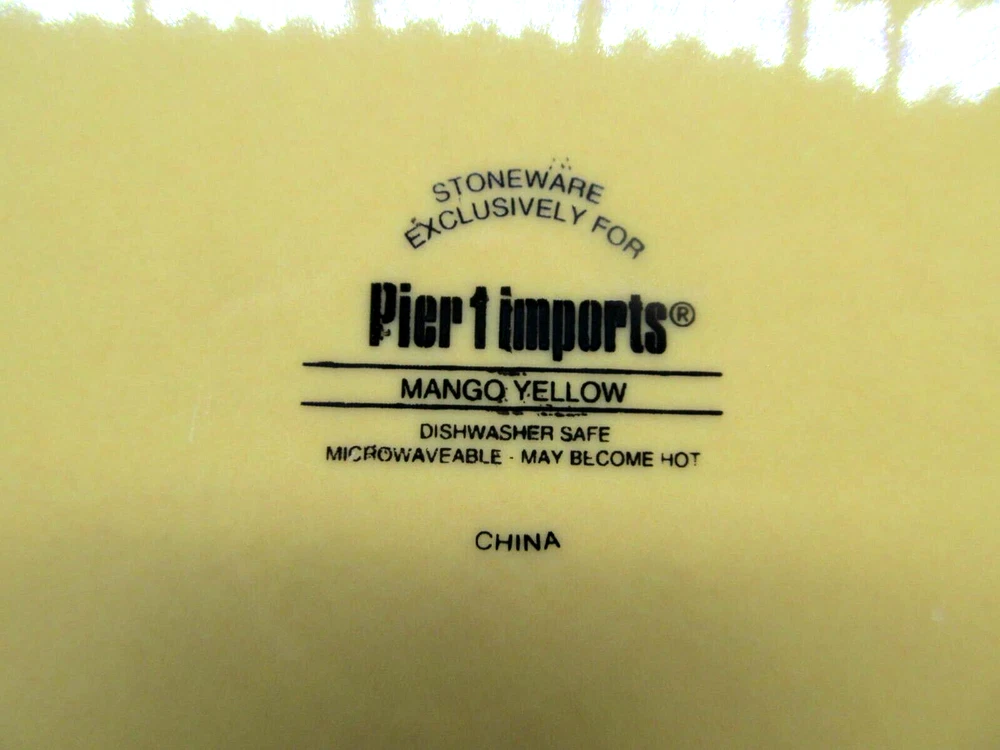 STONEWARE
EXCLUSIVELY FOR
Pier 1 imports®
MANGO YELLOW
DISHWASHER SAFE
MICROWAVEABLE - MAY BECOME HOT
CHINA